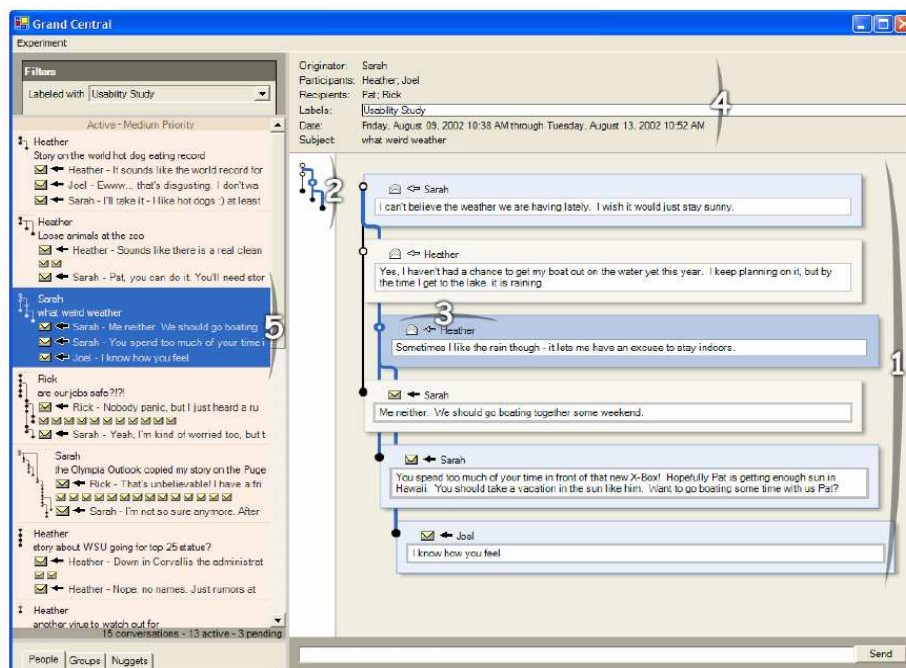 Grand Central
Experiment
Filters
Labeled with Usability Study
Active - Medium Priority
Heather
Story on the world hot dog eating record
Heather - It sounds like the world record for
Joel - Ewww... that's disgusting. I don't wa
Sarah - I'll take it - I like hot dogs :) at least
Heather
Loose animals at the zoo
Heather - Sounds like there is a real clean
Sarah - Pat, you can do it. You'll need stor
Sarah
what weird weather
Sarah - Me neither. We should go boating
Sarah - You spend too much of your time i
Joel - I know how you feel
5
Rick
are our jobs safe?!?!
Rick - Nobody panic, but I just heard a ru
Sarah - Yeah, I'm kind of worried too, but t
Sarah
the Olympia Outlook copied my story on the Puge
Rick - That's unbelievable! I have a fri
Sarah - I'm not so sure anymore. After
Heather
story about WSU going for top 25 status?
Heather - Down in Corvallis the administrat
Heather - Nope, no names. Just rumors at
Heather
another virus to watch out for
15 conversations - 13 active - 3 pending
People Groups Nuggets
Originator: Sarah
Participants: Heather; Joel
Recipients: Pat; Rick
Labels: Usability Study
Date: Friday, August 09, 2002 10:38 AM through Tuesday, August 13, 2002 10:52 AM
Subject: what weird weather
4
2
Sarah
I can't believe the weather we are having lately. I wish it would just stay sunny.
Heather
Yes, I haven't had a chance to get my boat out on the water yet this year. I keep planning on it, but by
the time I get to the lake, it is raining.
3
Heather
Sometimes I like the rain though - it lets me have an excuse to stay indoors.
1
Sarah
Me neither. We should go boating together some weekend.
Sarah
You spend too much of your time in front of that new X-Box! Hopefully Pat is getting enough sun in
Hawaii. You should take a vacation in the sun like him. Want to go boating some time with us Pat?
Joel
I know how you feel
Send